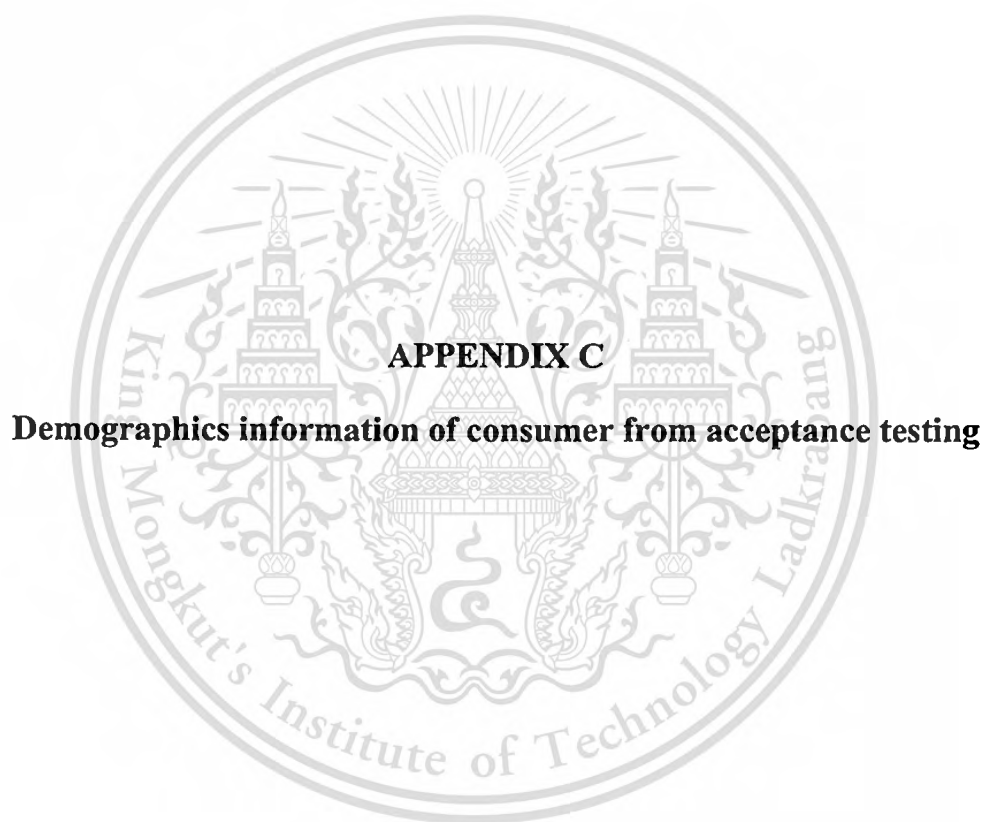 APPENDIX C
Demographics information of consumer from acceptance testing
King Mongkut's Institute of Technology Ladkrabang